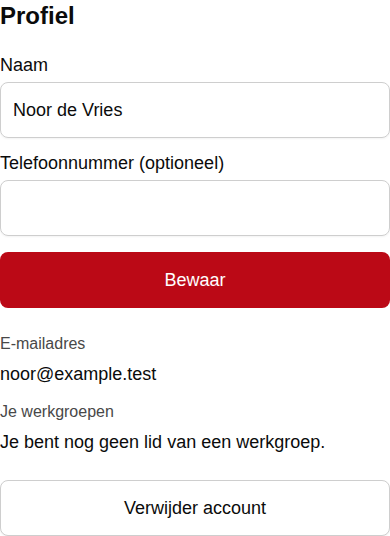 Profiel
Naam
Noor de Vries
Telefoonnummer (optioneel)
Bewaar
E-mailadres
noor@example.test
Je werkgroepen
Je bent nog geen lid van een werkgroep.
Verwijder account